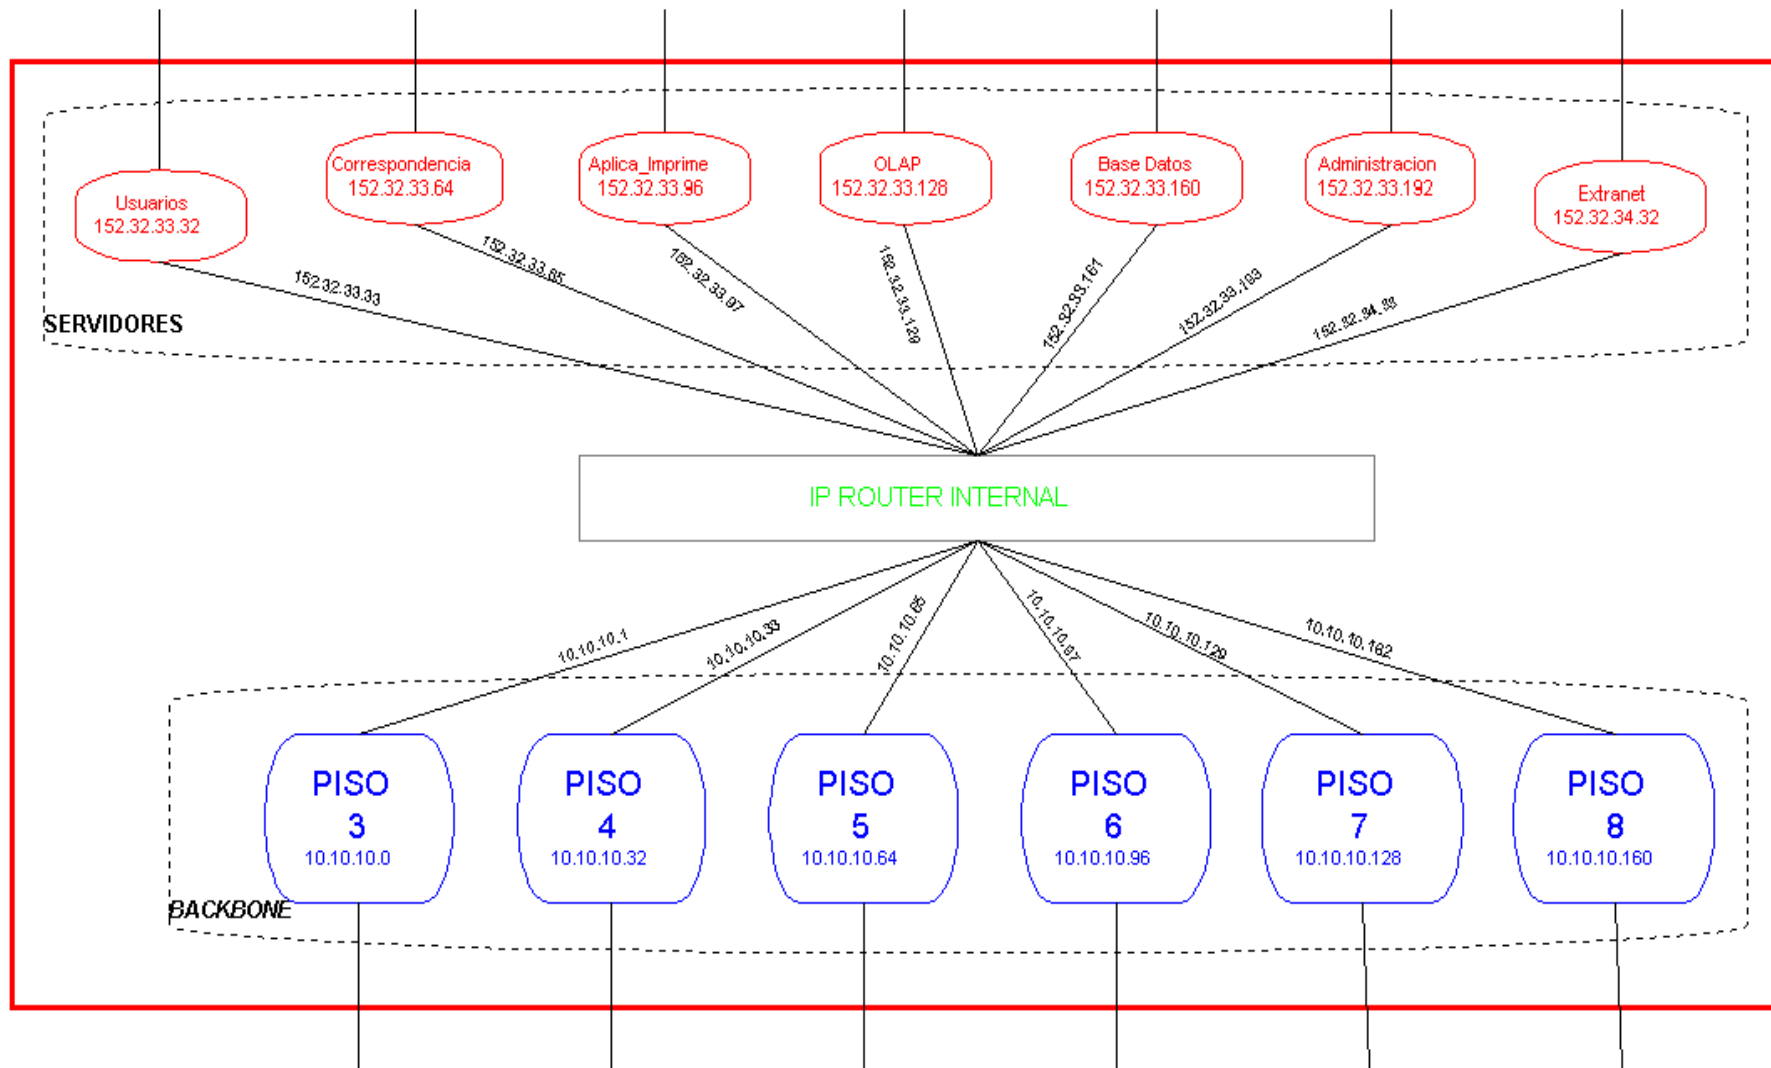 Usuarios
152.32.33.32
Correspondencia
152.32.33.64
Aplica_Imprime
152.32.33.96
OLAP
152.32.33.128
Base Datos
152.32.33.160
Administracion
152.32.33.192
Extranet
152.32.34.32
152.32.33.33
152.32.33.65
152.32.33.97
152.32.33.129
152.32.33.161
152.32.33.193
152.32.34.33
SERVIDORES
IP ROUTER INTERNAL
10.10.10.1
10.10.10.33
10.10.10.65
10.10.10.97
10.10.10.129
10.10.10.162
PISO
3
10.10.10.0
PISO
4
10.10.10.32
PISO
5
10.10.10.64
PISO
6
10.10.10.96
PISO
7
10.10.10.128
PISO
8
10.10.10.160
BACKBONE